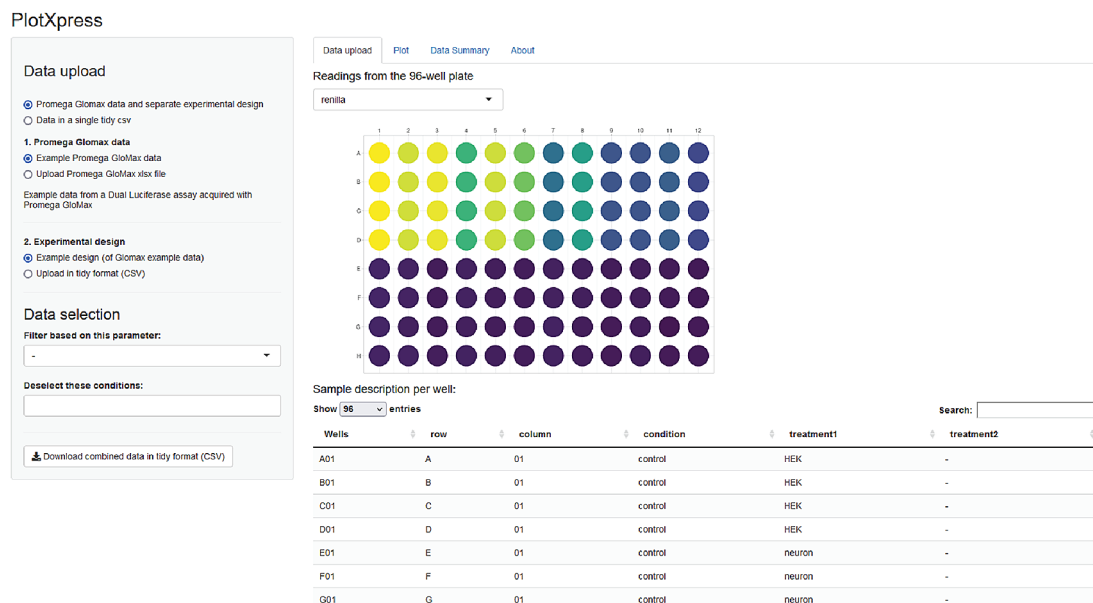 PlotXpress
Data upload
Promega Glomax data and separate experimental design
Data in a single tidy csv
1. Promega Glomax data
Example Promega GloMax data
Upload Promega GloMax xlsx file
Example data from a Dual Luciferase assay acquired with
Promega GloMax
2. Experimental design
Example design (of Glomax example data)
Upload in tidy format (CSV)
Data selection
Filter based on this parameter:
-
Deselect these conditions:
Download combined data in tidy format (CSV)
Data upload Plot Data Summary About
Readings from the 96-well plate
renilla
1 2 3 4 5 6 7 8 9 10 11 12
A
B
C
D
E
F
G
H
Sample description per well:
Show 96 entries Search:
Wells row column condition treatment1 treatment2
A01 A 01 control HEK -
B01 B 01 control HEK -
C01 C 01 control HEK -
D01 D 01 control HEK -
E01 E 01 control neuron -
F01 F 01 control neuron -
G01 G 01 control neuron -